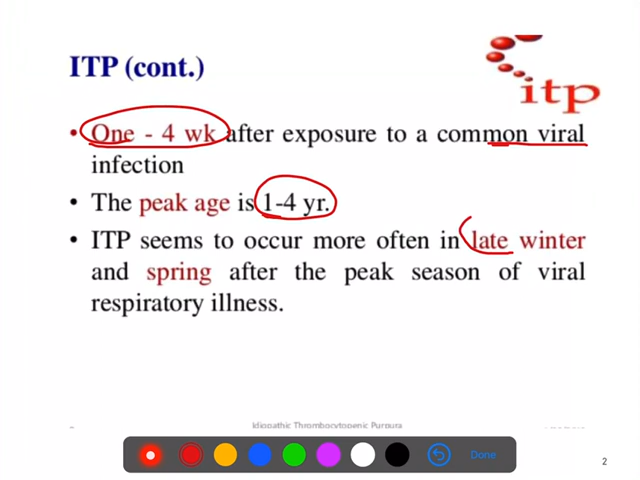 ITP (cont.)
itp
• One - 4 wk after exposure to a common viral
infection
• The peak age is 1-4 yr.
• ITP seems to occur more often in late winter
and spring after the peak season of viral
respiratory illness.
Idiopathic Thrombocytopenic Purpura
Done
2